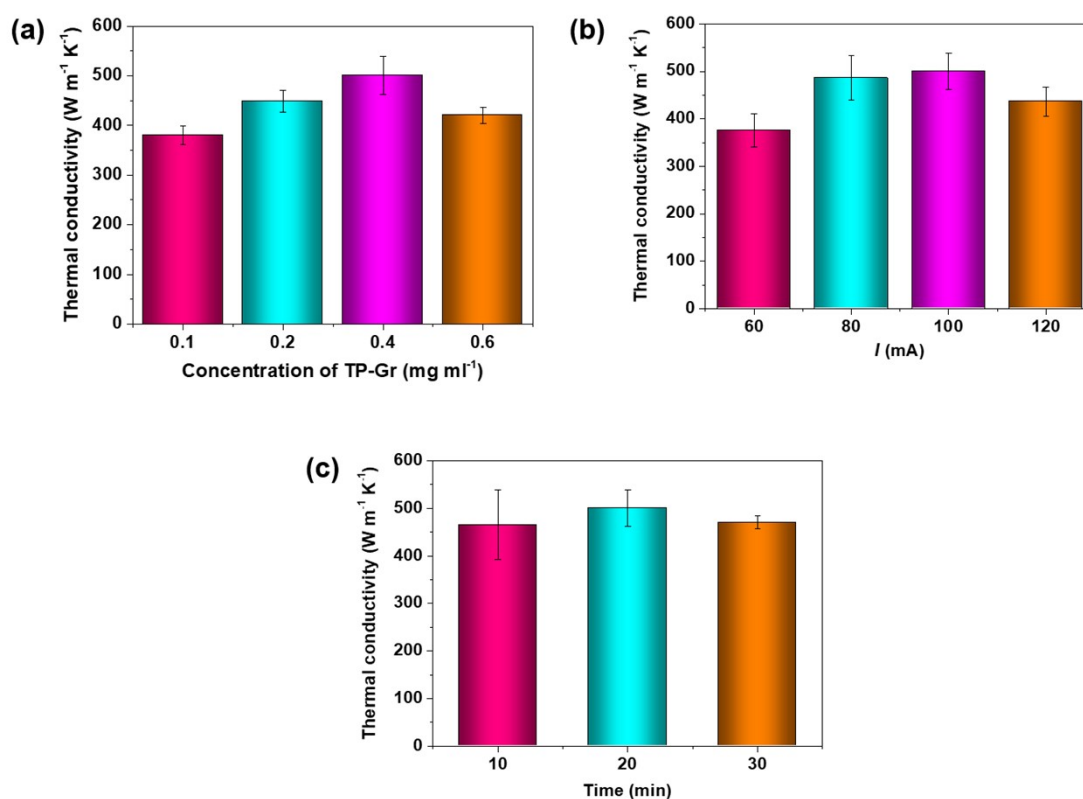 (a)
Thermal conductivity (W m⁻¹ K⁻¹)
600
500
400
300
200
100
0
0.1 0.2 0.4 0.6
Concentration of TP-Gr (mg ml⁻¹)
(b)
Thermal conductivity (W m⁻¹ K⁻¹)
600
500
400
300
200
100
0
60 80 100 120
I (mA)
(c)
Thermal conductivity (W m⁻¹ K⁻¹)
600
500
400
300
200
100
0
10 20 30
Time (min)